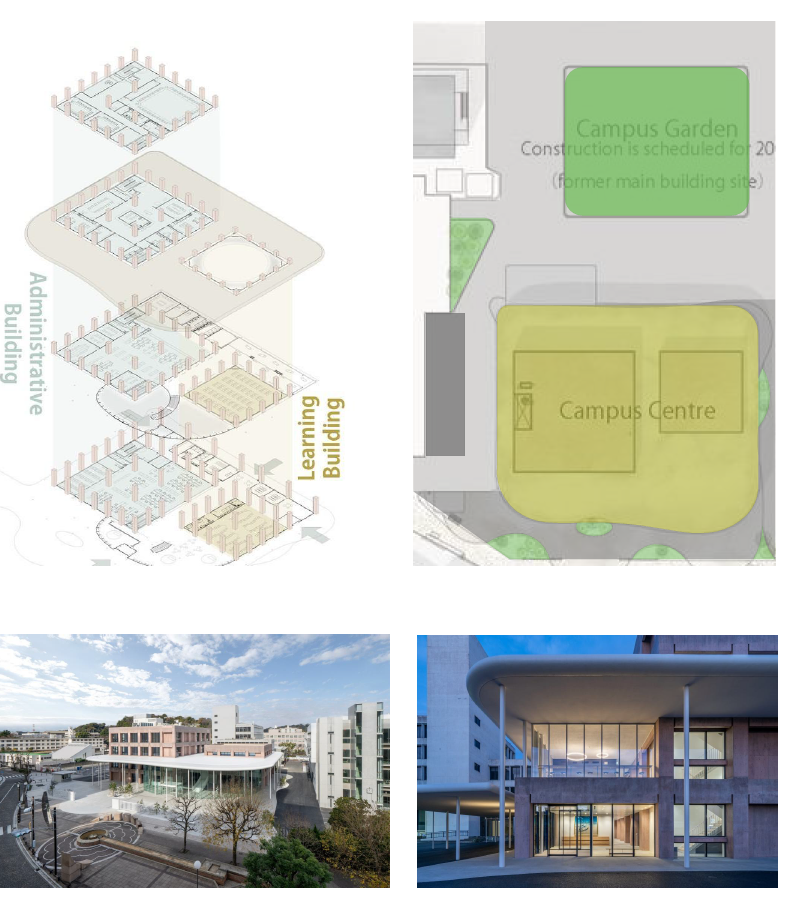 Administrative
Building
Learning
Building
Campus Garden
Construction is scheduled for 20
(former main building site)
Campus Centre